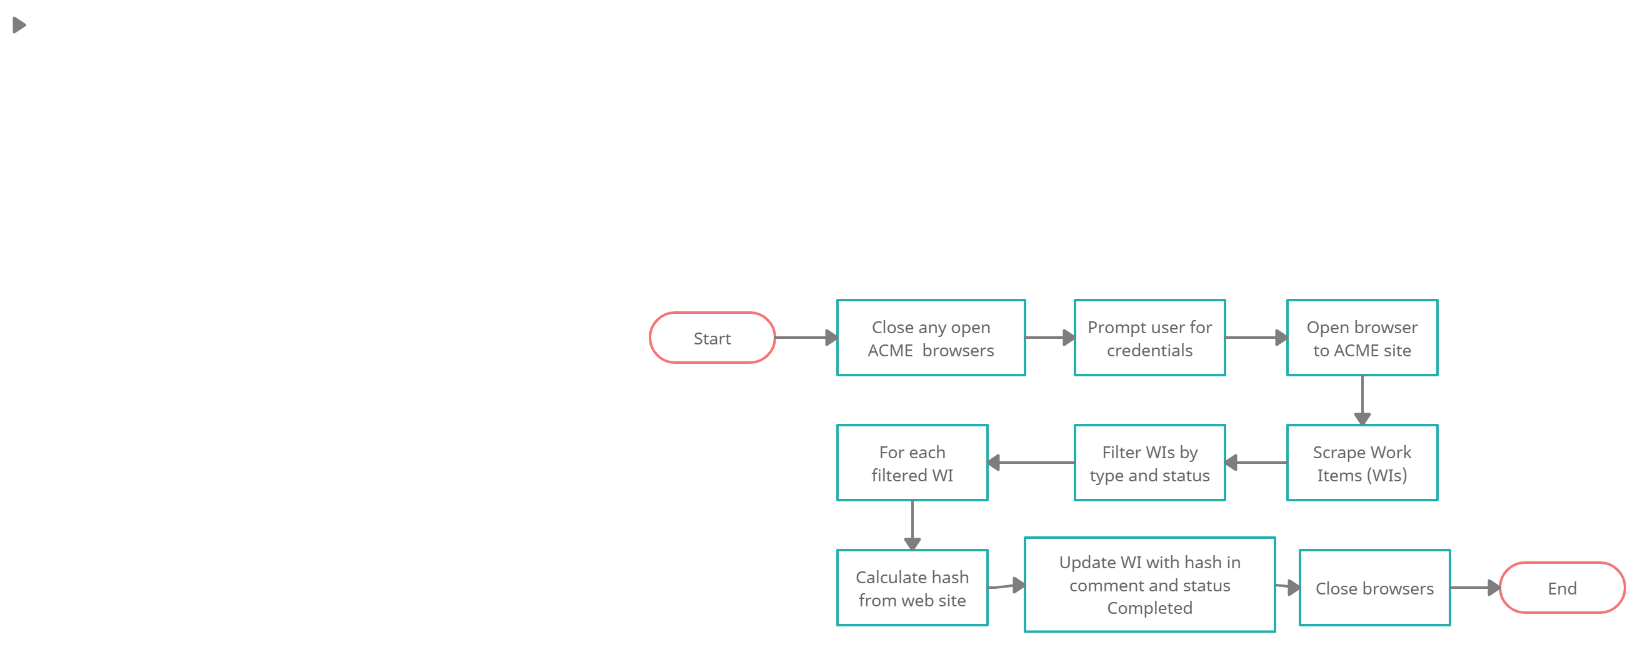 Start
Close any open
ACME  browsers
Prompt user for
credentials
Open browser
to ACME site
Scrape Work
Items (WIs)
Filter WIs by
type and status
For each
filtered WI
Calculate hash
from web site
Update WI with hash in
comment and status
Completed
Close browsers
End